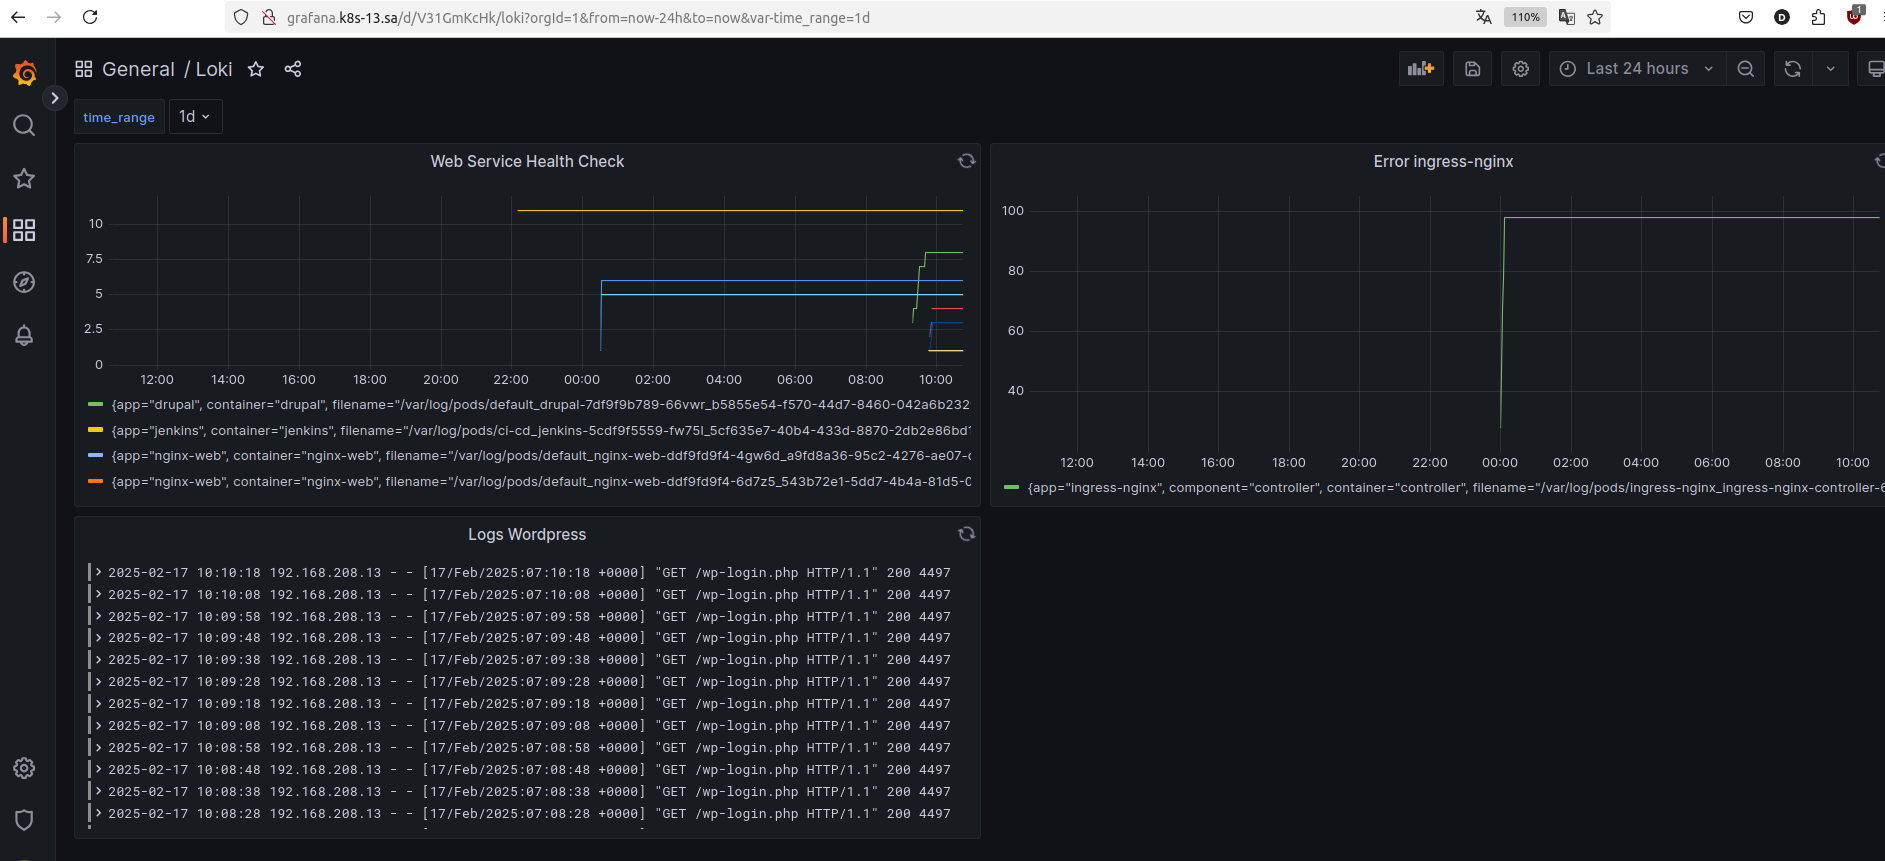 grafana.k8s-13.sa/d/V31GmKcHk/loki?orgId=1&from=now-24h&to=now&var-time_range=1d
110%
D
1
General / Loki
Last 24 hours
time_range
1d
Web Service Health Check
10
7.5
5
2.5
0
12:00 14:00 16:00 18:00 20:00 22:00 00:00 02:00 04:00 06:00 08:00 10:00
{app="drupal", container="drupal", filename="/var/log/pods/default_drupal-7df9f9b789-66vwr_b5855e54-f570-44d7-8460-042a6b232
{app="jenkins", container="jenkins", filename="/var/log/pods/ci-cd_jenkins-5cdf9f5559-fw75l_5cf635e7-40b4-433d-8870-2db2e86bd1
{app="nginx-web", container="nginx-web", filename="/var/log/pods/default_nginx-web-ddf9fd9f4-4gw6d_a9fd8a36-95c2-4276-ae07-
{app="nginx-web", container="nginx-web", filename="/var/log/pods/default_nginx-web-ddf9fd9f4-6d7z5_543b72e1-5dd7-4b4a-81d5-0
Error ingress-nginx
100
80
60
40
12:00 14:00 16:00 18:00 20:00 22:00 00:00 02:00 04:00 06:00 08:00 10:00
{app="ingress-nginx", component="controller", container="controller", filename="/var/log/pods/ingress-nginx_ingress-nginx-controller-6
Logs Wordpress
2025-02-17 10:10:18 192.168.208.13 - - [17/Feb/2025:07:10:18 +0000] "GET /wp-login.php HTTP/1.1" 200 4497
2025-02-17 10:10:08 192.168.208.13 - - [17/Feb/2025:07:10:08 +0000] "GET /wp-login.php HTTP/1.1" 200 4497
2025-02-17 10:09:58 192.168.208.13 - - [17/Feb/2025:07:09:58 +0000] "GET /wp-login.php HTTP/1.1" 200 4497
2025-02-17 10:09:48 192.168.208.13 - - [17/Feb/2025:07:09:48 +0000] "GET /wp-login.php HTTP/1.1" 200 4497
2025-02-17 10:09:38 192.168.208.13 - - [17/Feb/2025:07:09:38 +0000] "GET /wp-login.php HTTP/1.1" 200 4497
2025-02-17 10:09:28 192.168.208.13 - - [17/Feb/2025:07:09:28 +0000] "GET /wp-login.php HTTP/1.1" 200 4497
2025-02-17 10:09:18 192.168.208.13 - - [17/Feb/2025:07:09:18 +0000] "GET /wp-login.php HTTP/1.1" 200 4497
2025-02-17 10:09:08 192.168.208.13 - - [17/Feb/2025:07:09:08 +0000] "GET /wp-login.php HTTP/1.1" 200 4497
2025-02-17 10:08:58 192.168.208.13 - - [17/Feb/2025:07:08:58 +0000] "GET /wp-login.php HTTP/1.1" 200 4497
2025-02-17 10:08:48 192.168.208.13 - - [17/Feb/2025:07:08:48 +0000] "GET /wp-login.php HTTP/1.1" 200 4497
2025-02-17 10:08:38 192.168.208.13 - - [17/Feb/2025:07:08:38 +0000] "GET /wp-login.php HTTP/1.1" 200 4497
2025-02-17 10:08:28 192.168.208.13 - - [17/Feb/2025:07:08:28 +0000] "GET /wp-login.php HTTP/1.1" 200 4497